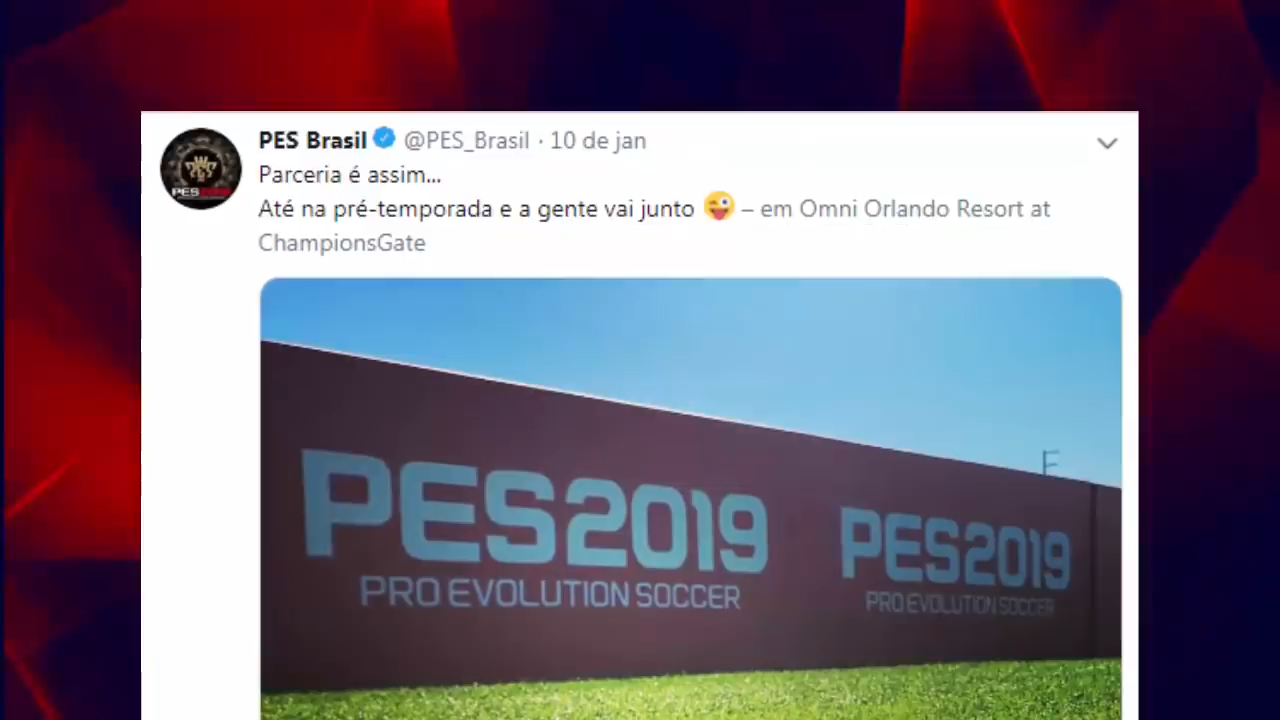 PES Brasil @PES_Brasil · 10 de jan
Parceria é assim...
Até na pré-temporada e a gente vai junto 😜 – em Omni Orlando Resort at
ChampionsGate
PES2019
PRO EVOLUTION SOCCER
PES2019
PRO EVOLUTION SOCCER
PES2019